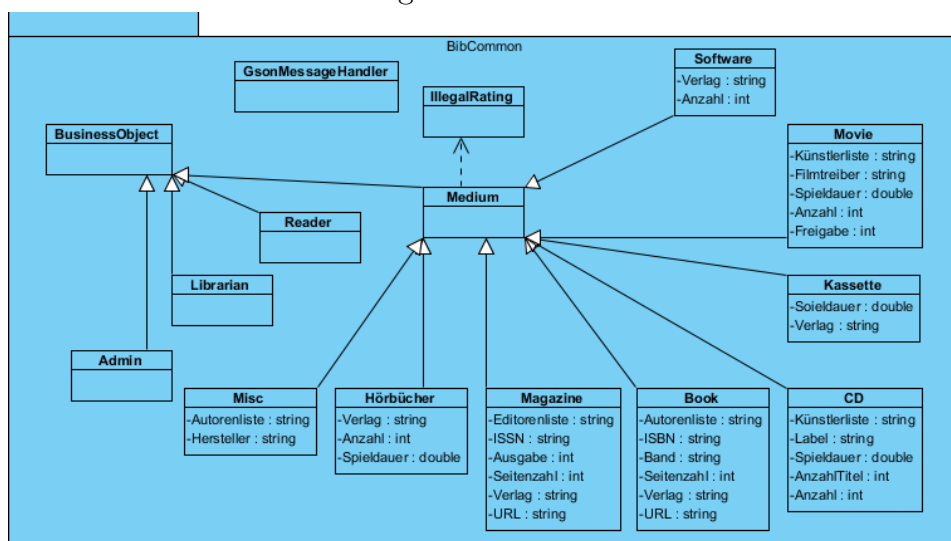 BibCommon
GsonMessageHandler
IllegalRating
Software
-Verlag : string
-Anzahl : int
BusinessObject
Movie
-Künstlerliste : string
-Filmtreiber : string
-Spieldauer : double
-Anzahl : int
-Freigabe : int
Medium
Reader
Librarian
Kassette
-Soieldauer : double
-Verlag : string
Admin
Misc
-Autorenliste : string
-Hersteller : string
Hörbücher
-Verlag : string
-Anzahl : int
-Spieldauer : double
Magazine
-Editorenliste : string
-ISSN : string
-Ausgabe : int
-Seitenzahl : int
-Verlag : string
-URL : string
Book
-Autorenliste : string
-ISBN : string
-Band : string
-Seitenzahl : int
-Verlag : string
-URL : string
CD
-Künstlerliste : string
-Label : string
-Spieldauer : double
-AnzahlTitel : int
-Anzahl : int